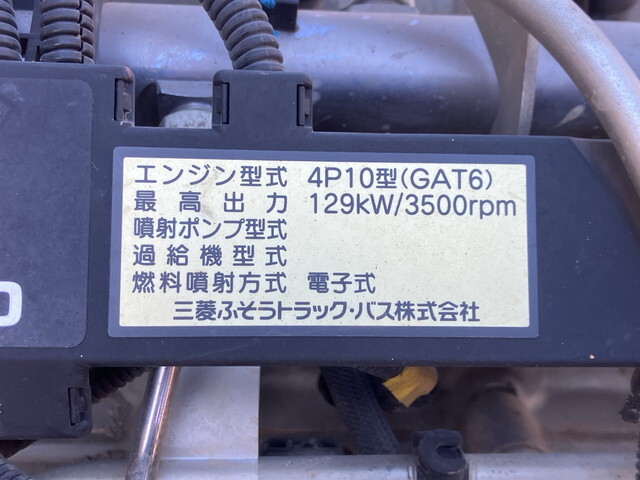 エンジン型式 4P10型(GAT6)
最高出力 129kW/3500rpm
噴射ポンプ型式
過給機型式
燃料噴射方式 電子式
三菱ふそうトラック・バス株式会社